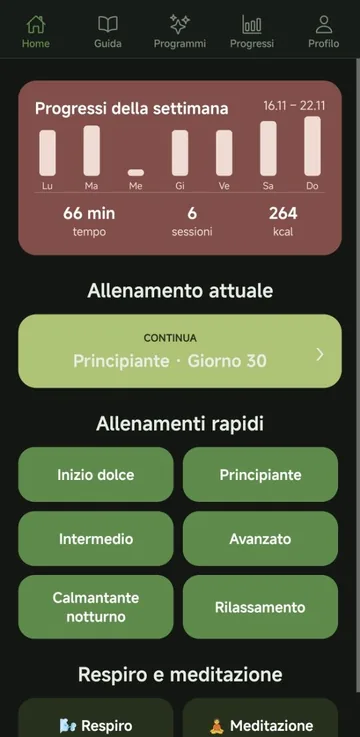 Home Guida Programmi Progressi Profilo
Progressi della settimana 16.11 – 22.11
Lu Ma Me Gi Ve Sa Do
66 min 6 264
tempo sessioni kcal
Allenamento attuale
CONTINUA
Principiante · Giorno 30
Allenamenti rapidi
Inizio dolce Principiante
Intermedio Avanzato
Calmantante
notturno
Rilassamento
Respiro e meditazione
Respiro Meditazione